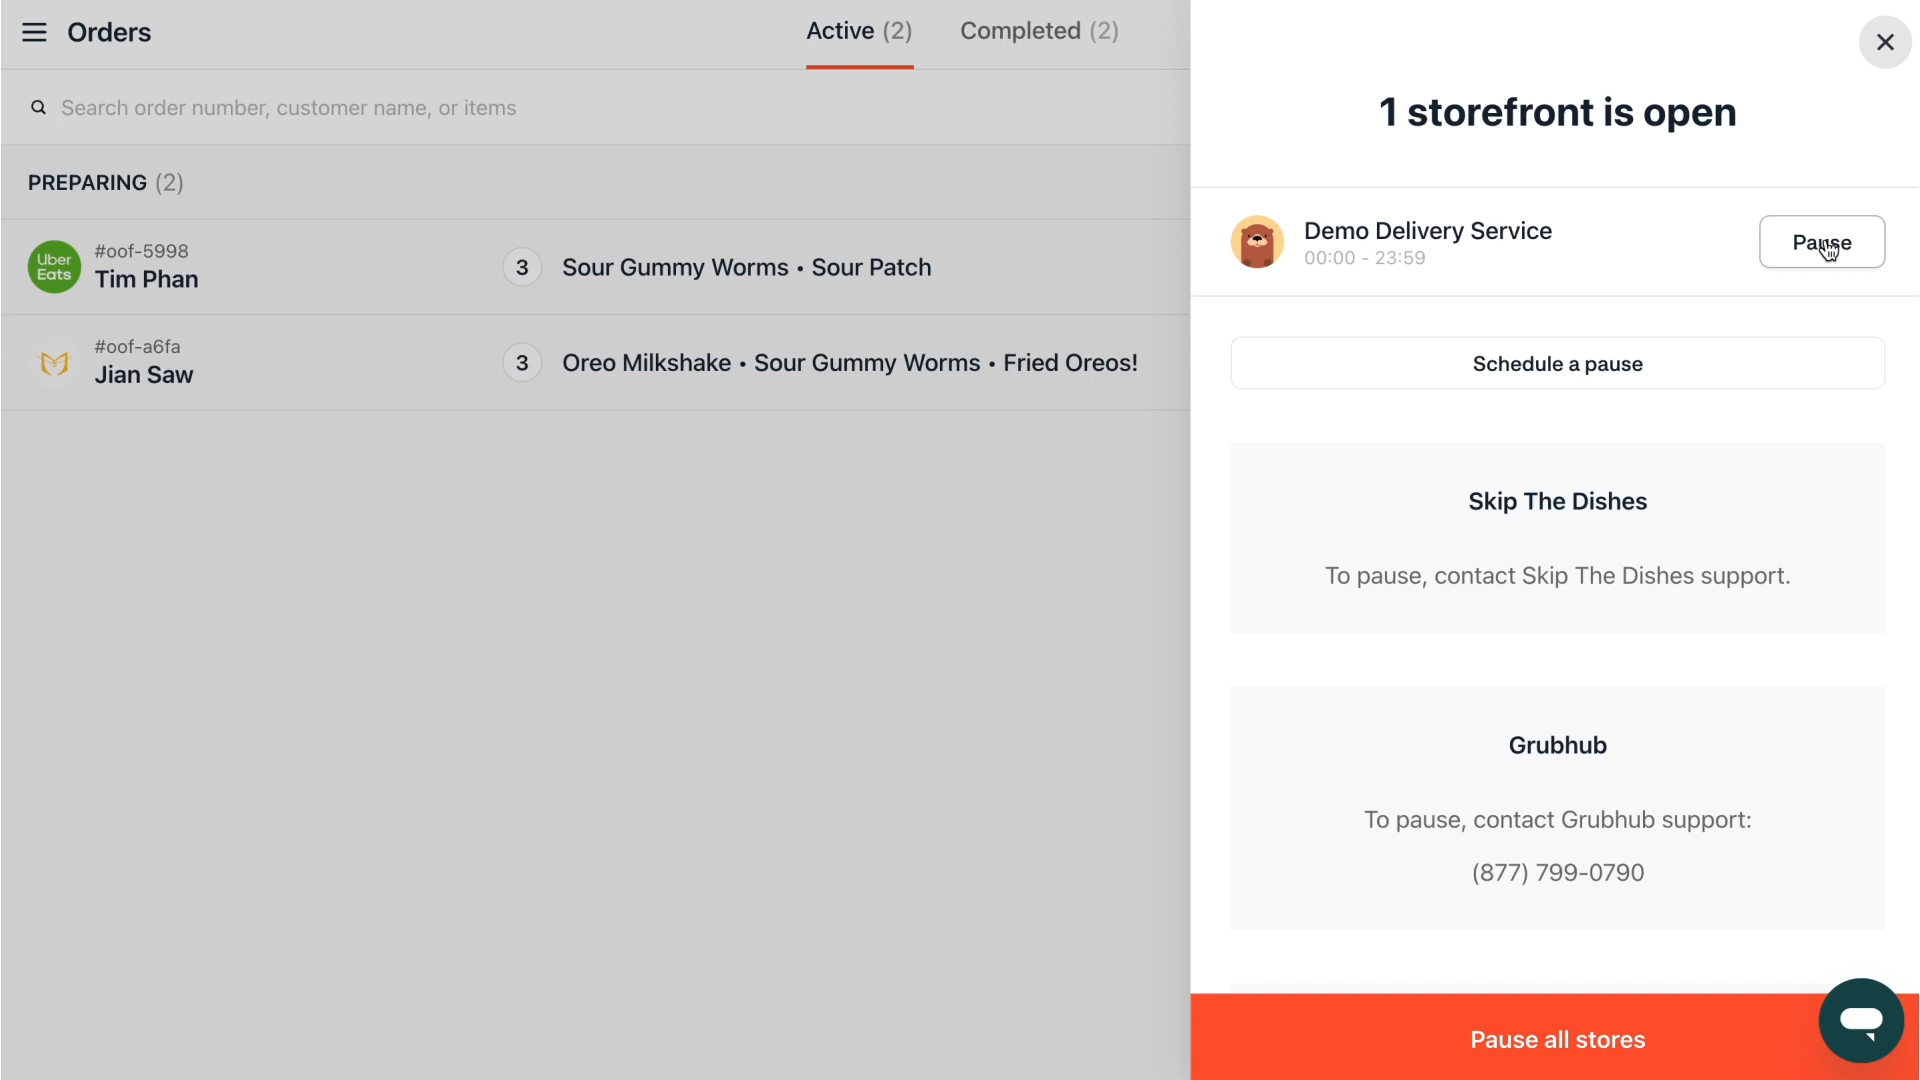 Orders
Active (2)
Completed (2)
Search order number, customer name, or items
PREPARING (2)
Uber
Eats
#oof-5998
Tim Phan
3
Sour Gummy Worms • Sour Patch
#oof-a6fa
Jian Saw
3
Oreo Milkshake • Sour Gummy Worms • Fried Oreos!
1 storefront is open
Demo Delivery Service
00:00 - 23:59
Pause
Schedule a pause
Skip The Dishes
To pause, contact Skip The Dishes support.
Grubhub
To pause, contact Grubhub support:
(877) 799-0790
Pause all stores